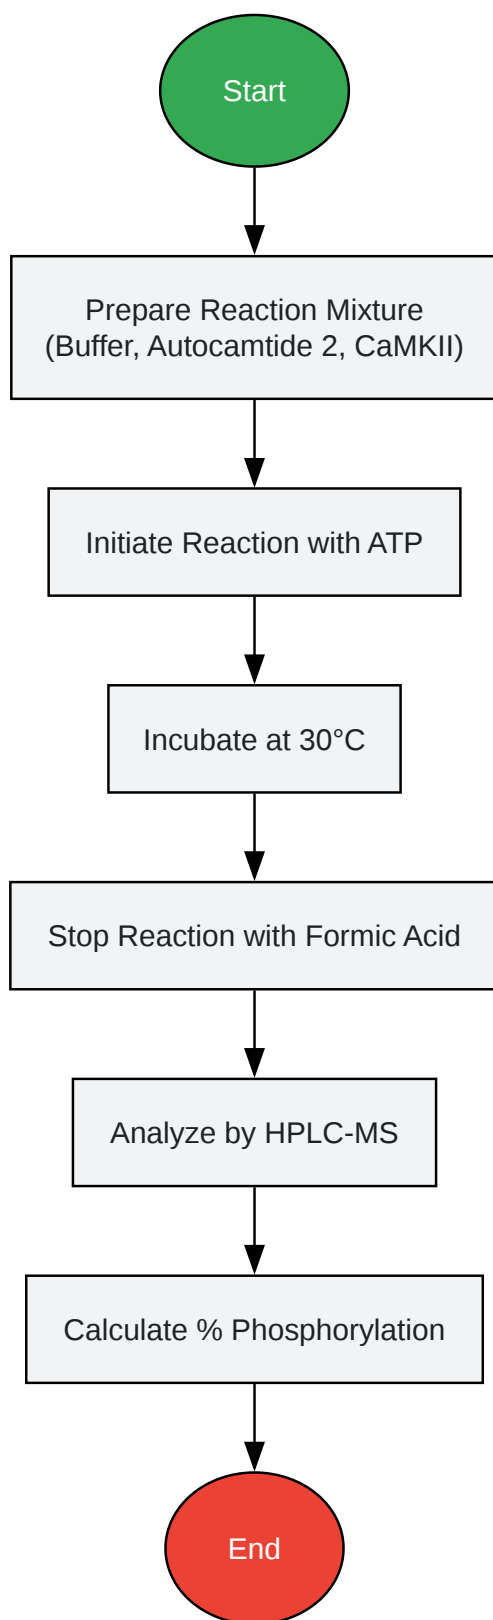 Start
Prepare Reaction Mixture
(Buffer, Autocamtide 2, CaMKII)
Initiate Reaction with ATP
Incubate at 30°C
Stop Reaction with Formic Acid
Analyze by HPLC-MS
Calculate % Phosphorylation
End